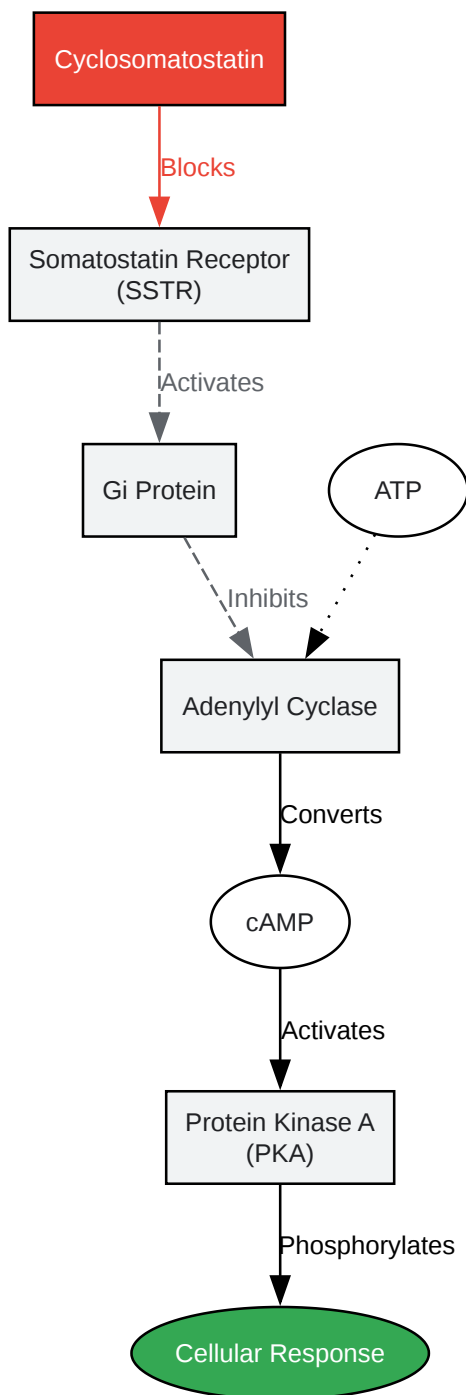 Cyclosomatostatin
Blocks
Somatostatin Receptor
(SSTR)
Activates
Gi Protein
ATP
Inhibits
Adenylyl Cyclase
Converts
cAMP
Activates
Protein Kinase A
(PKA)
Phosphorylates
Cellular Response